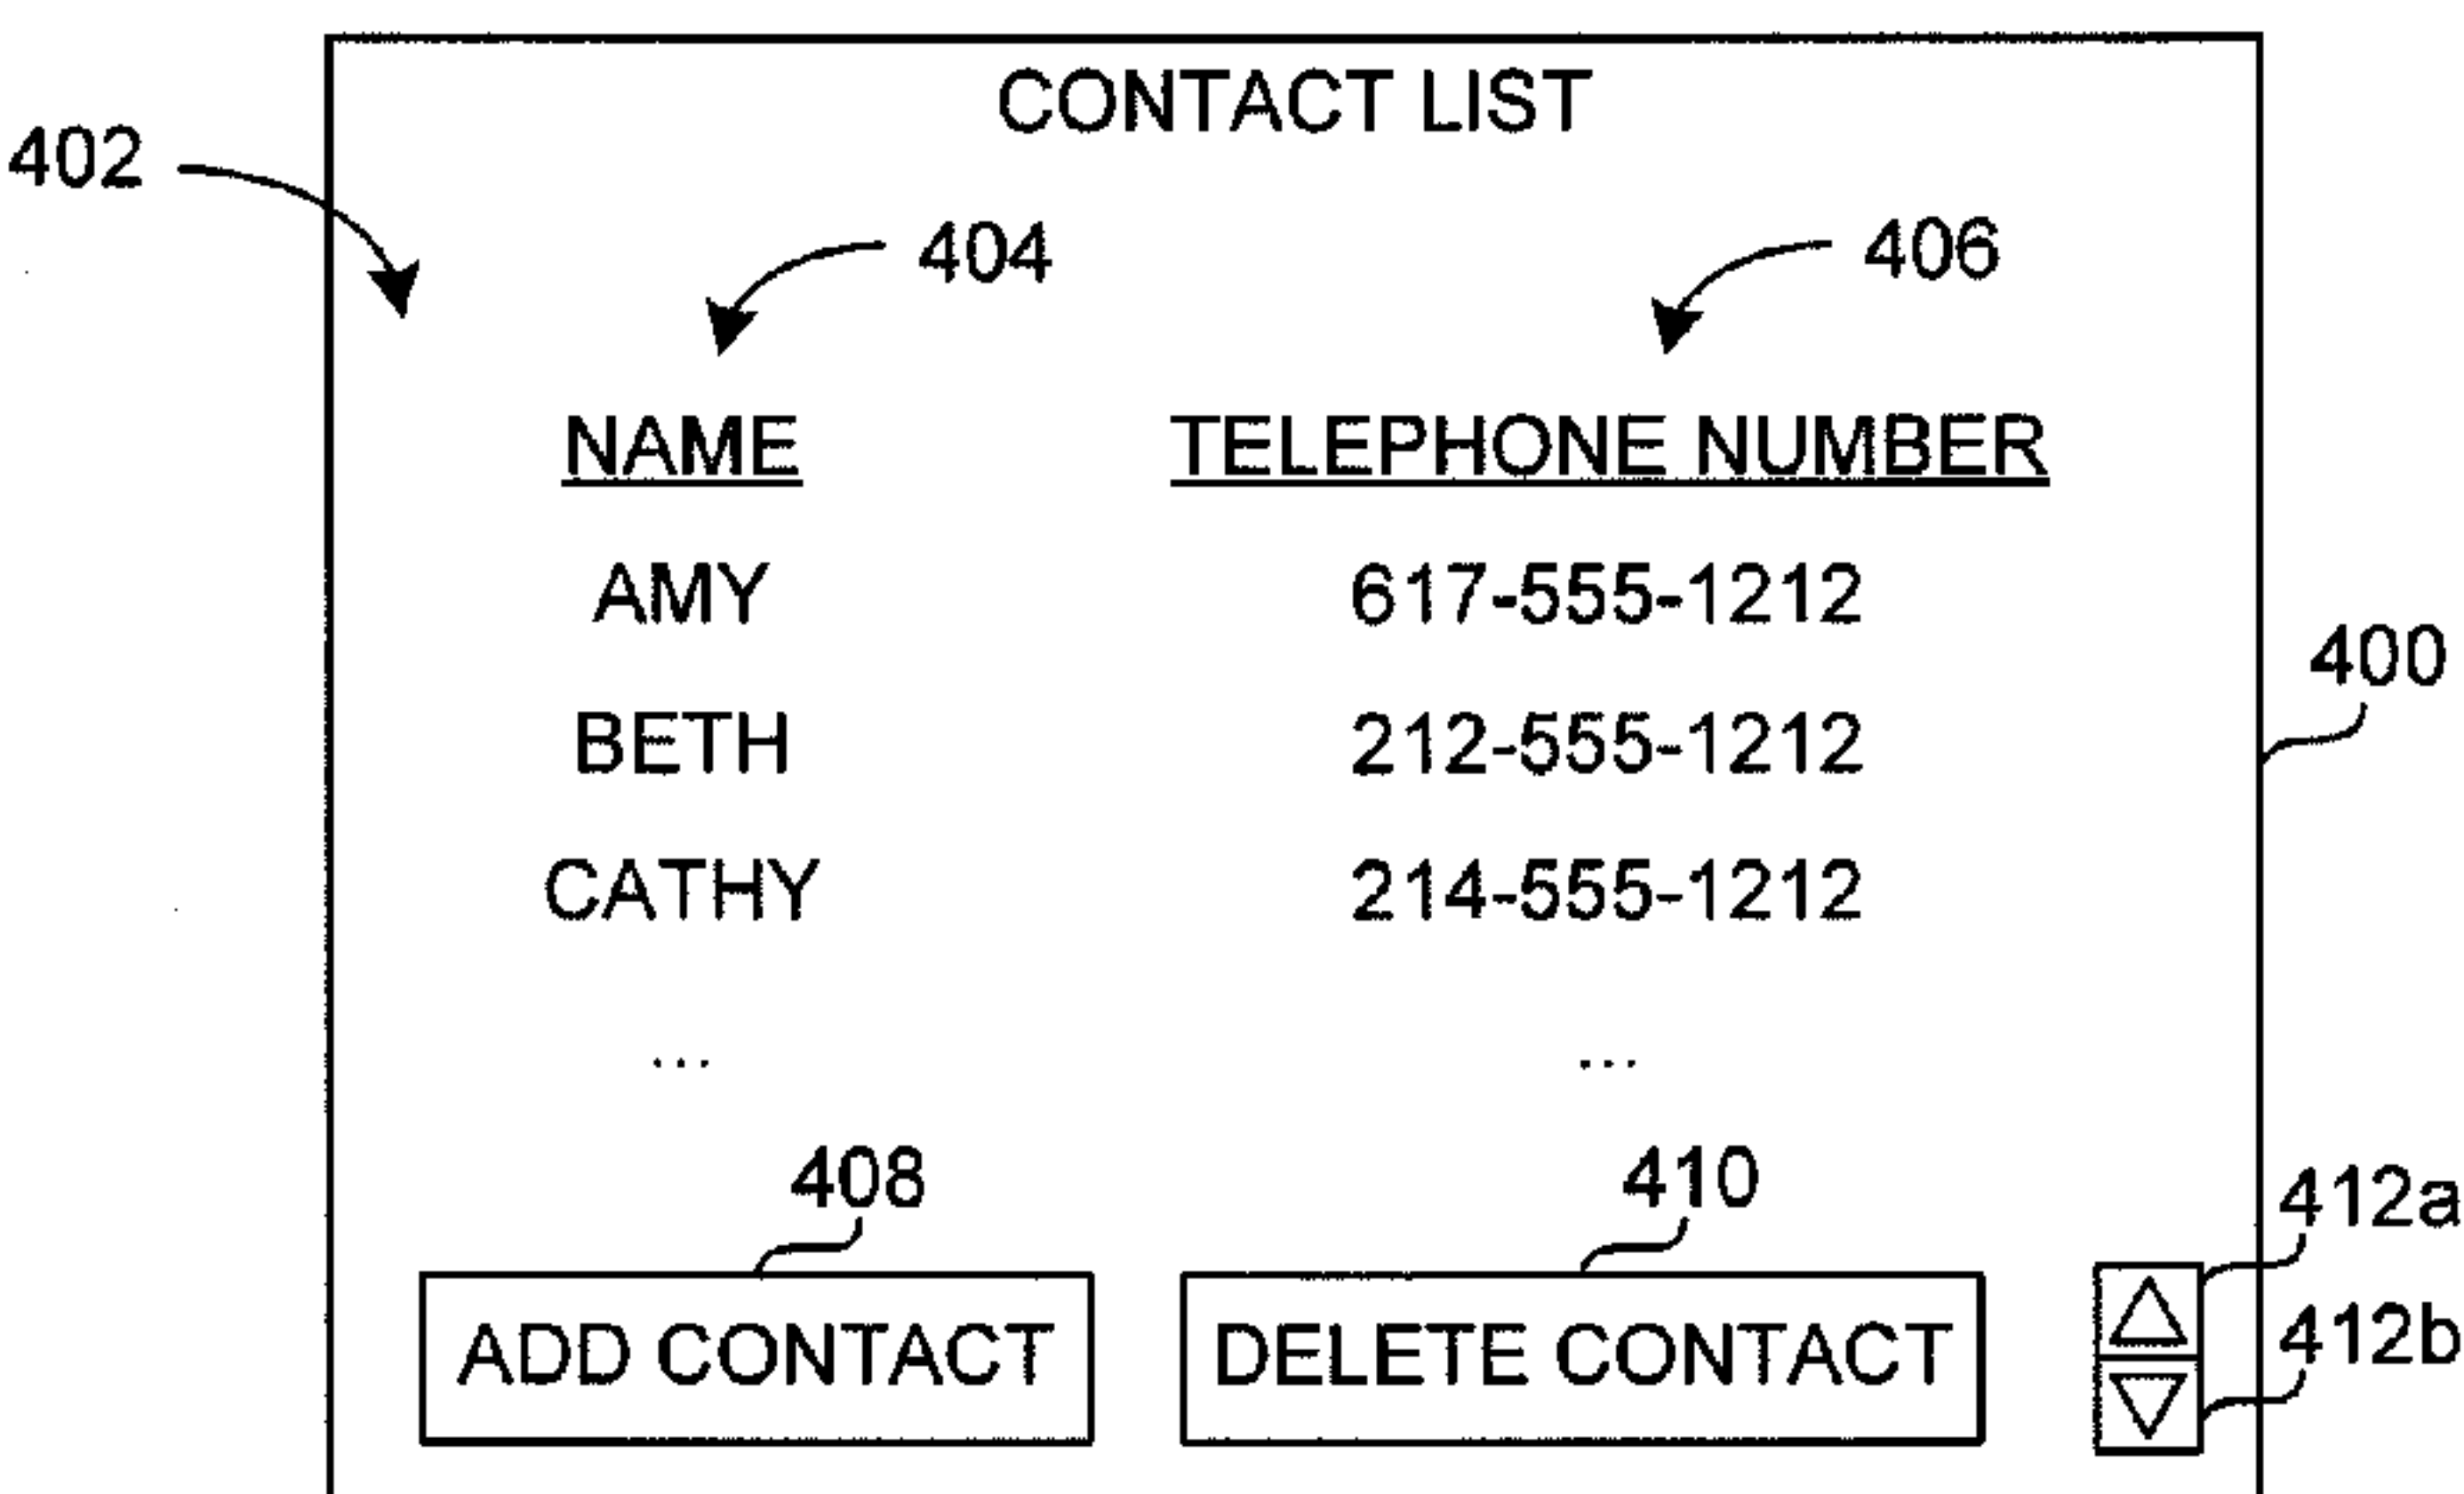 CONTACT LIST
402
404 406
NAME TELEPHONE NUMBER
AMY 617-555-1212
400
BETH 212-555-1212
CATHY 214-555-1212
... ...
408 410
412a
ADD CONTACT DELETE CONTACT
412b